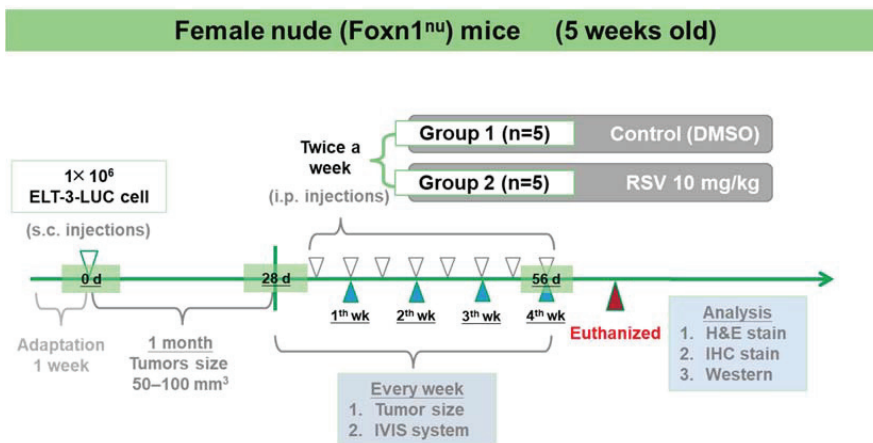 Female nude (Foxn1ⁿᵘ) mice (5 weeks old)
Group 1 (n=5) Control (DMSO)
Twice a
week
Group 2 (n=5) RSV 10 mg/kg
(i.p. injections)
1× 10⁶
ELT-3-LUC cell
(s.c. injections)
0 d
28 d
56 d
1ᵗʰ wk
2ᵗʰ wk
3ᵗʰ wk
4ᵗʰ wk
Euthanized
Adaptation
1 week
1 month
Tumors size
50–100 mm³
Every week
1. Tumor size
2. IVIS system
Analysis
1. H&E stain
2. IHC stain
3. Western